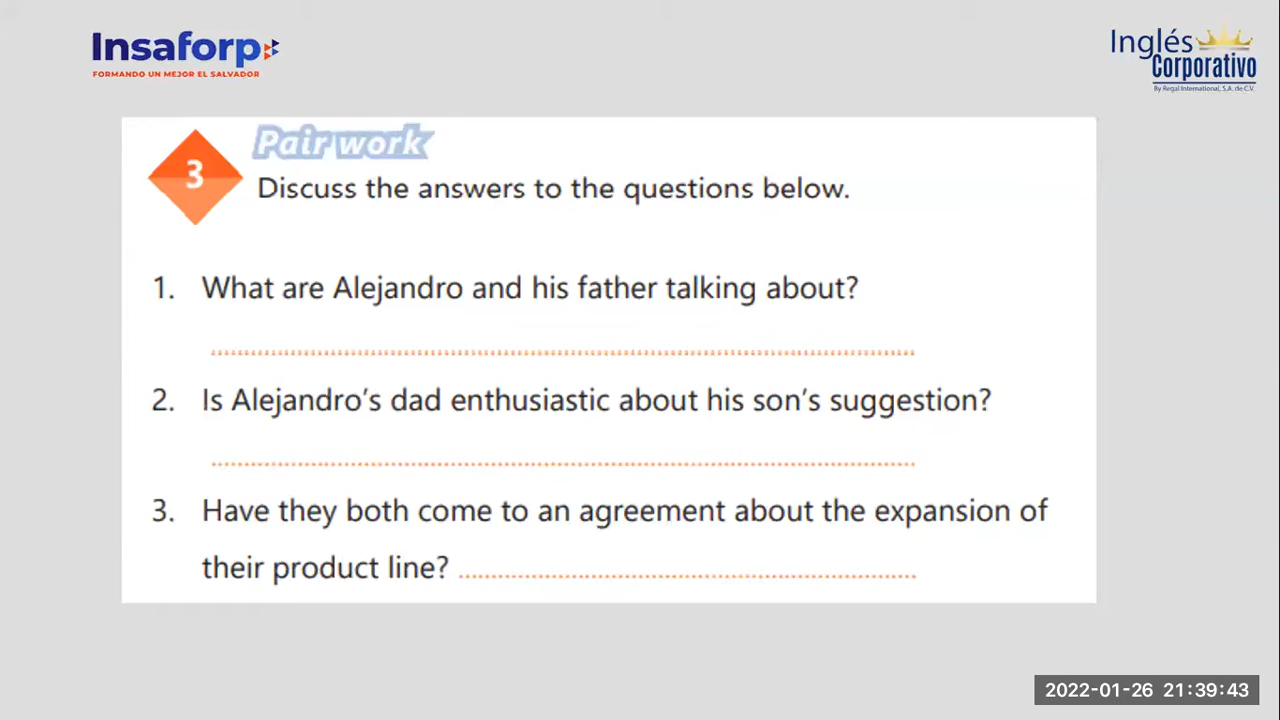 Insaforp
FORMANDO UN MEJOR EL SALVADOR
Inglés
Corporativo
By Regal International, S.A. de C.V.
3
Pair work
Discuss the answers to the questions below.
1. What are Alejandro and his father talking about?
2. Is Alejandro's dad enthusiastic about his son's suggestion?
3. Have they both come to an agreement about the expansion of
their product line?
2022-01-26 21:39:43